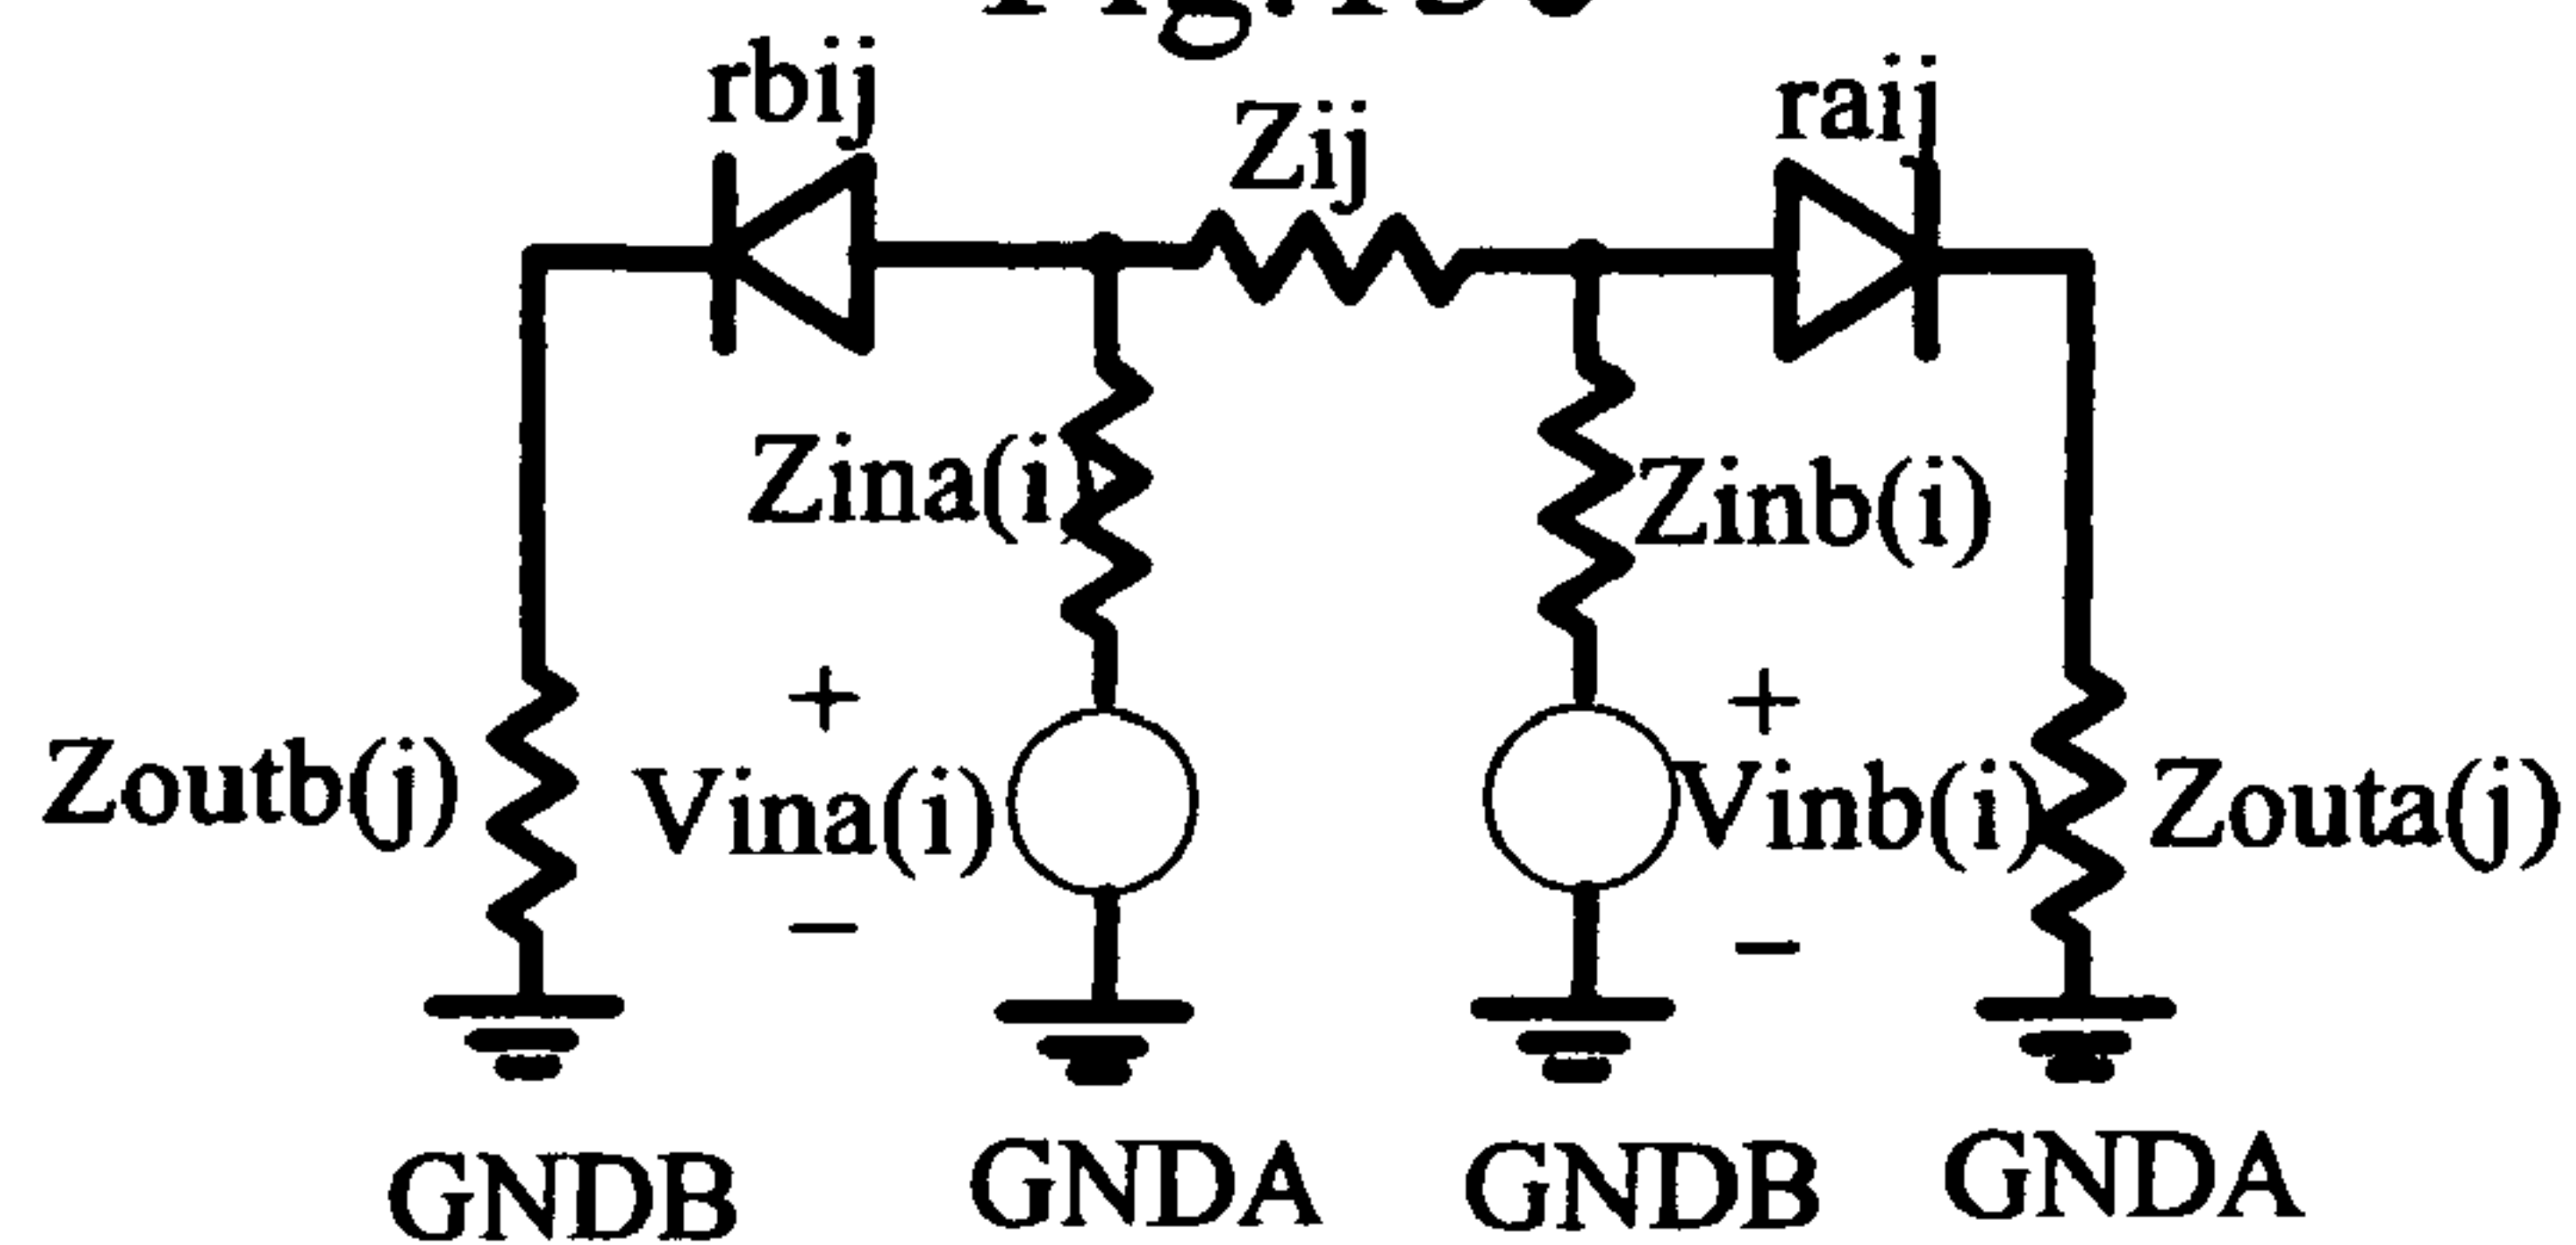 rbij
Zij
raij
Zina(i)
Zinb(i)
+
+
Zoutb(j)
Vina(i)
Vinb(i)
Zouta(j)
−
−
GNDB
GNDA
GNDB
GNDA